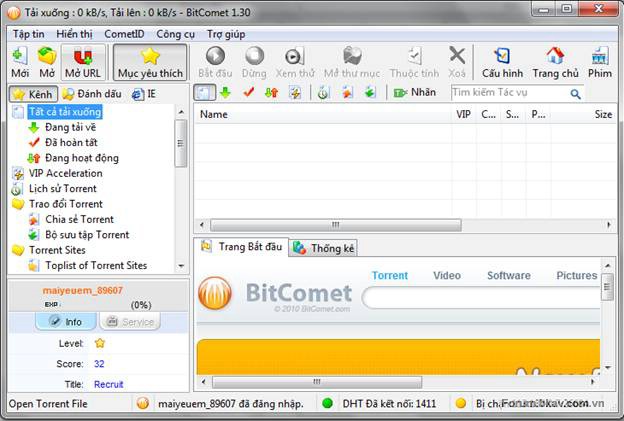 Tải xuống : 0 kB/s, Tải lên : 0 kB/s - BitComet 1.30
Tập tin Hiển thị CometID Công cụ Trợ giúp
Mới Mở Mở URL Mục yêu thích Bắt đầu Dừng Xem thử Mở thư mục Thuộc tính Xoá Cấu hình Trang chủ Phim
Kênh Đánh dấu IE
Nhãn Tìm kiếm Tác vụ
Tất cả tải xuống
Đang tải về
Đã hoàn tất
Đang hoạt động
VIP Acceleration
Lịch sử Torrent
Trao đổi Torrent
Chia sẻ Torrent
Bộ sưu tập Torrent
Torrent Sites
Toplist of Torrent Sites
Name VIP C... S... P... Size
maiyeuem_89607
EXP: (0%)
Info Service
Level:
Score: 32
Title: Recruit
Trang Bắt đầu Thống kê
Torrent Video Software Pictures
BitComet
© 2010 BitComet.com
Open Torrent File maiyeuem_89607 đã đăng nhập. DHT Đã kết nối: 1411 Bị chặn
Forum.bkav.com.vn